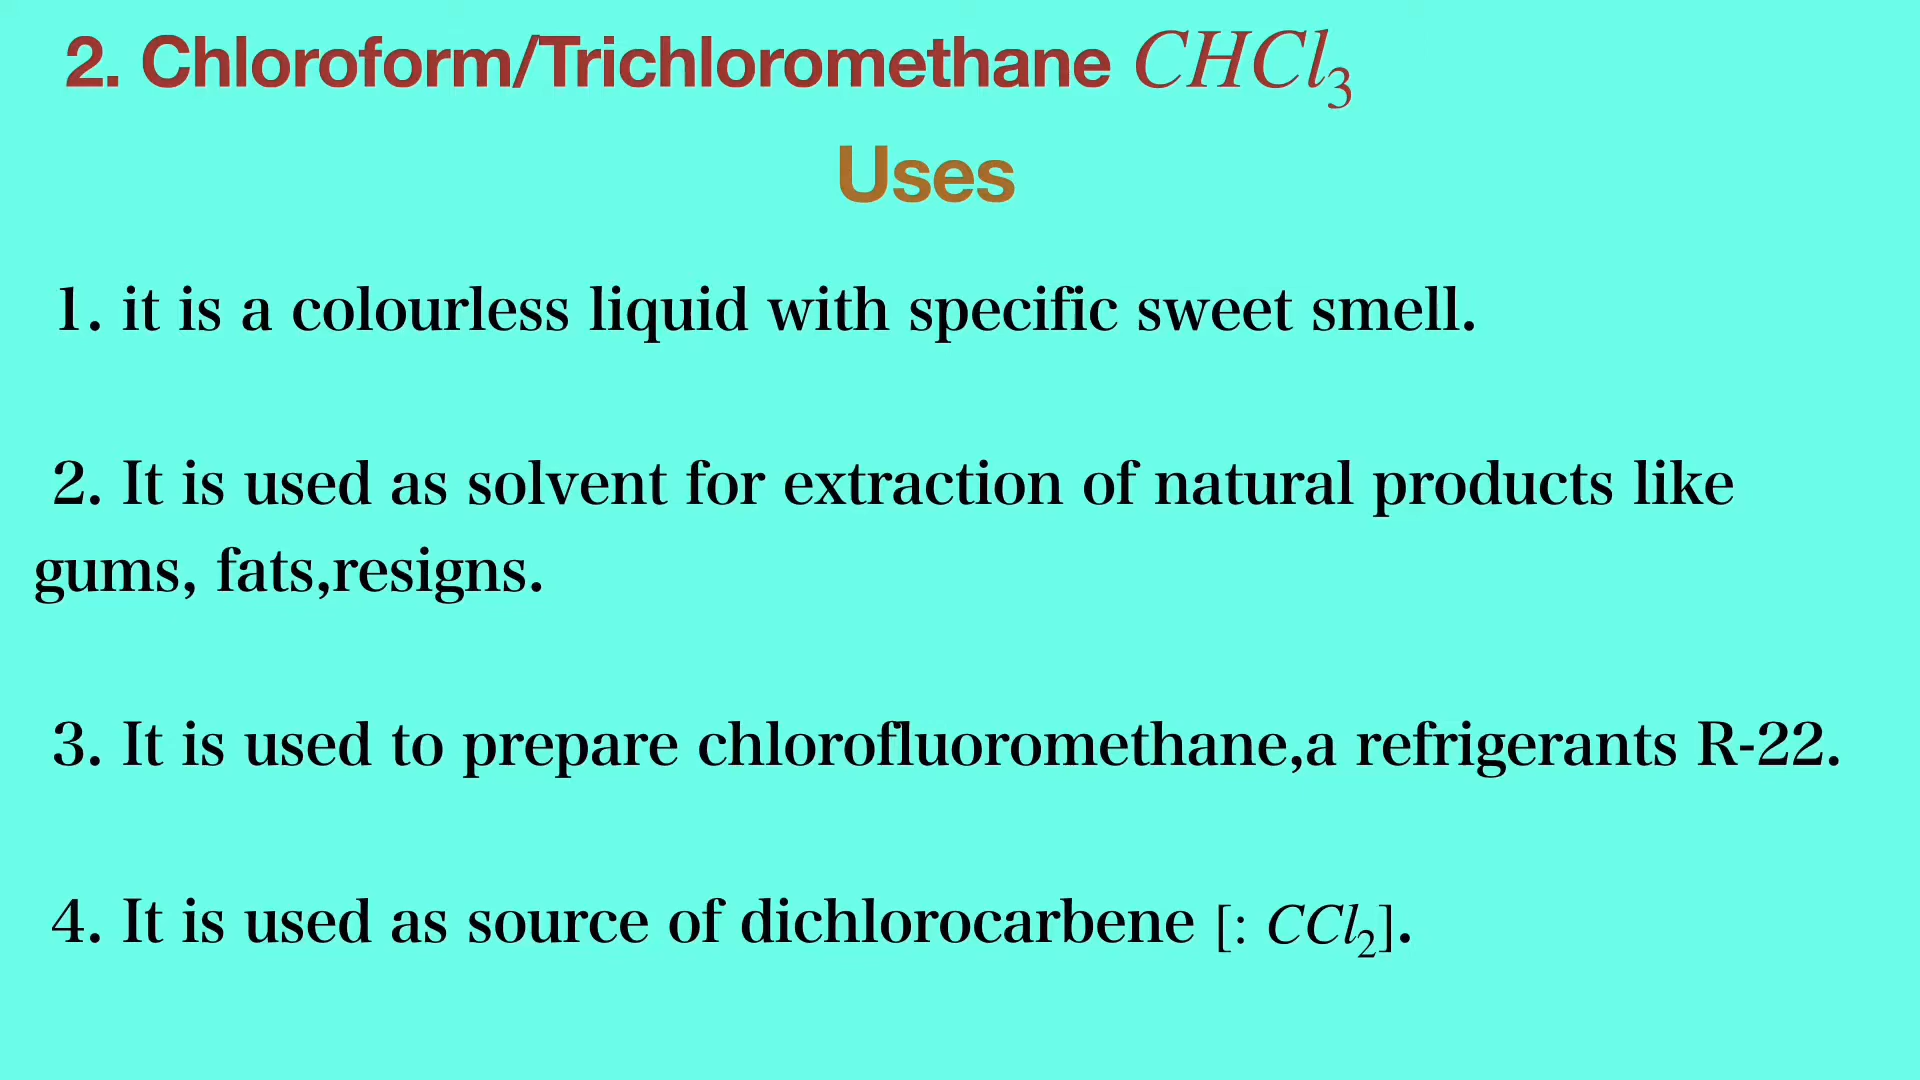 2. Chloroform/Trichloromethane CHCl₃
Uses
1. it is a colourless liquid with specific sweet smell.
2. It is used as solvent for extraction of natural products like
gums, fats,resigns.
3. It is used to prepare chlorofluoromethane,a refrigerants R-22.
4. It is used as source of dichlorocarbene [: CCl₂].